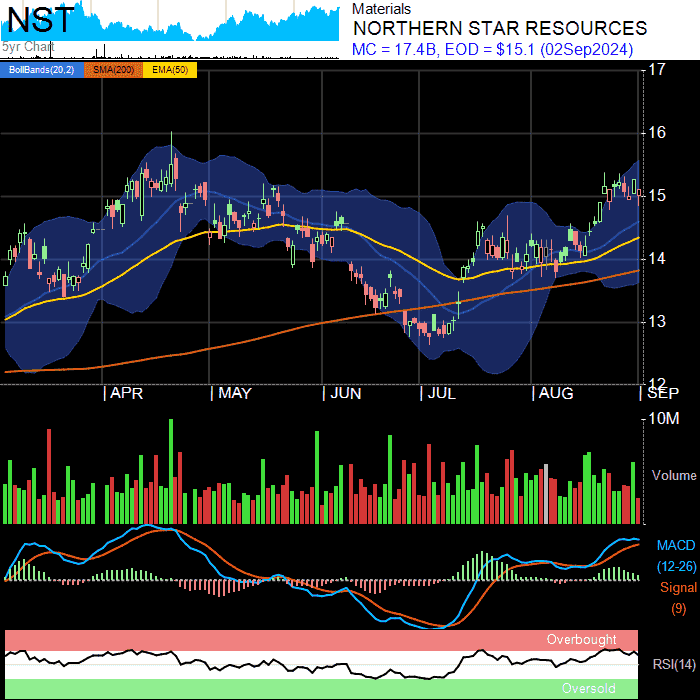 NST
5yr Chart
Materials
NORTHERN STAR RESOURCES
MC = 17.4B, EOD = $15.1 (02Sep2024)
BollBands(20,2) SMA(200) EMA(50)
17
16
15
14
13
12
APR MAY JUN JUL AUG SEP
10M
Volume
MACD
(12-26)
Signal
(9)
Overbought
RSI(14)
Oversold